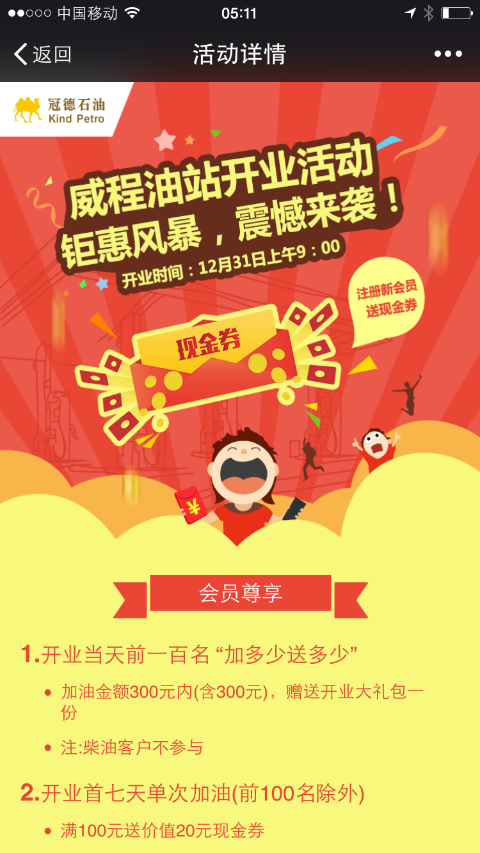 中国移动
05:11
返回
活动详情
冠德石油
Kind Petro
威程油站开业活动
钜惠风暴，震憾来袭！
开业时间：12月31日上午9：00
注册新会员
送现金券
现金券
¥
会员尊享
1.开业当天前一百名 “加多少送多少”
• 加油金额300元内(含300元)，赠送开业大礼包一
份
• 注:柴油客户不参与
2.开业首七天单次加油(前100名除外)
• 满100元送价值20元现金券